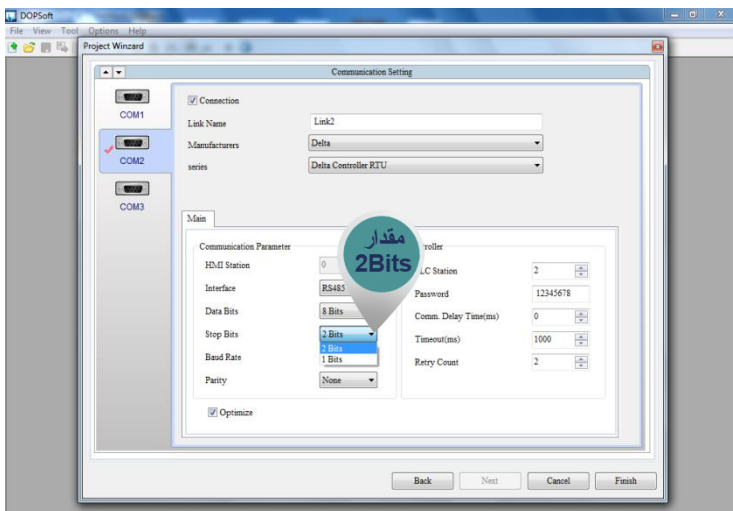 DOPSoft
File View Tool Options Help
Project Winzard
Communication Setting
COM1
COM2
COM3
Connection
Link Name
Link2
Manufacturers
Delta
series
Delta Controller RTU
Main
Communication Parameter
HMI Station
0
Interface
RS485
Data Bits
8 Bits
Stop Bits
2 Bits
2 Bits
1 Bits
Baud Rate
Parity
None
Optimize
مقدار
2Bits
PLC Station
2
Password
12345678
Comm. Delay Time(ms)
0
Timeout(ms)
1000
Retry Count
2
Back
Next
Cancel
Finish